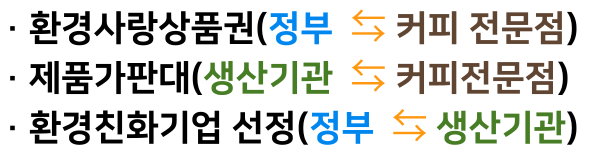 · 환경사랑상품권(정부 ⇆ 커피 전문점)
· 제품가판대(생산기관 ⇆ 커피전문점)
· 환경친화기업 선정(정부 ⇆ 생산기관)